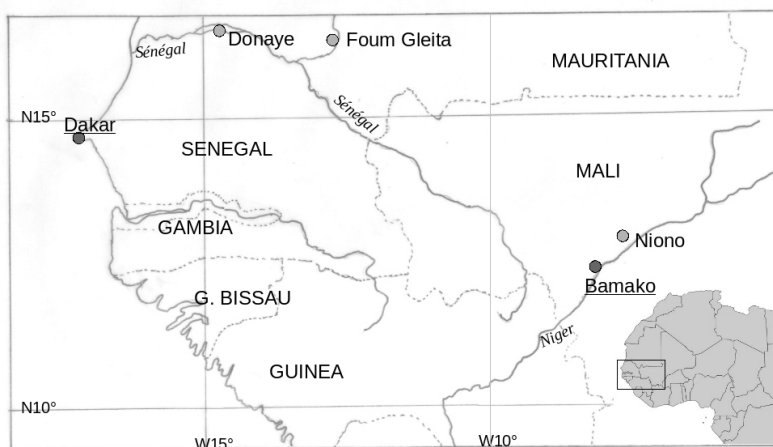 Donaye
Foum Gleita
Sénégal
MAURITANIA
Sénégal
N15°
Dakar
SENEGAL
MALI
GAMBIA
Niono
Bamako
G. BISSAU
Niger
GUINEA
N10°
W15°
W10°